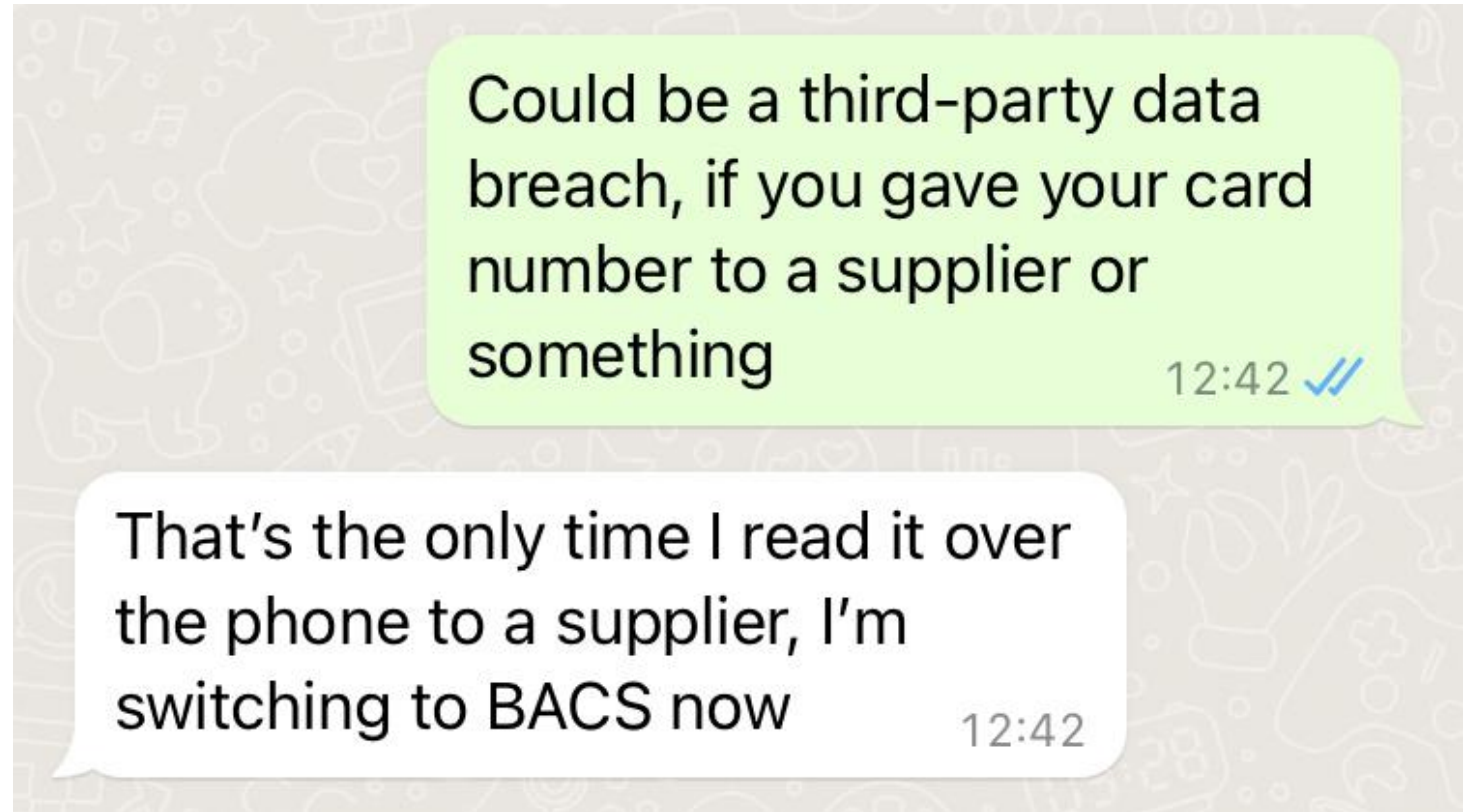 Could be a third-party data
breach, if you gave your card
number to a supplier or
something
12:42
That's the only time I read it over
the phone to a supplier, I'm
switching to BACS now
12:42